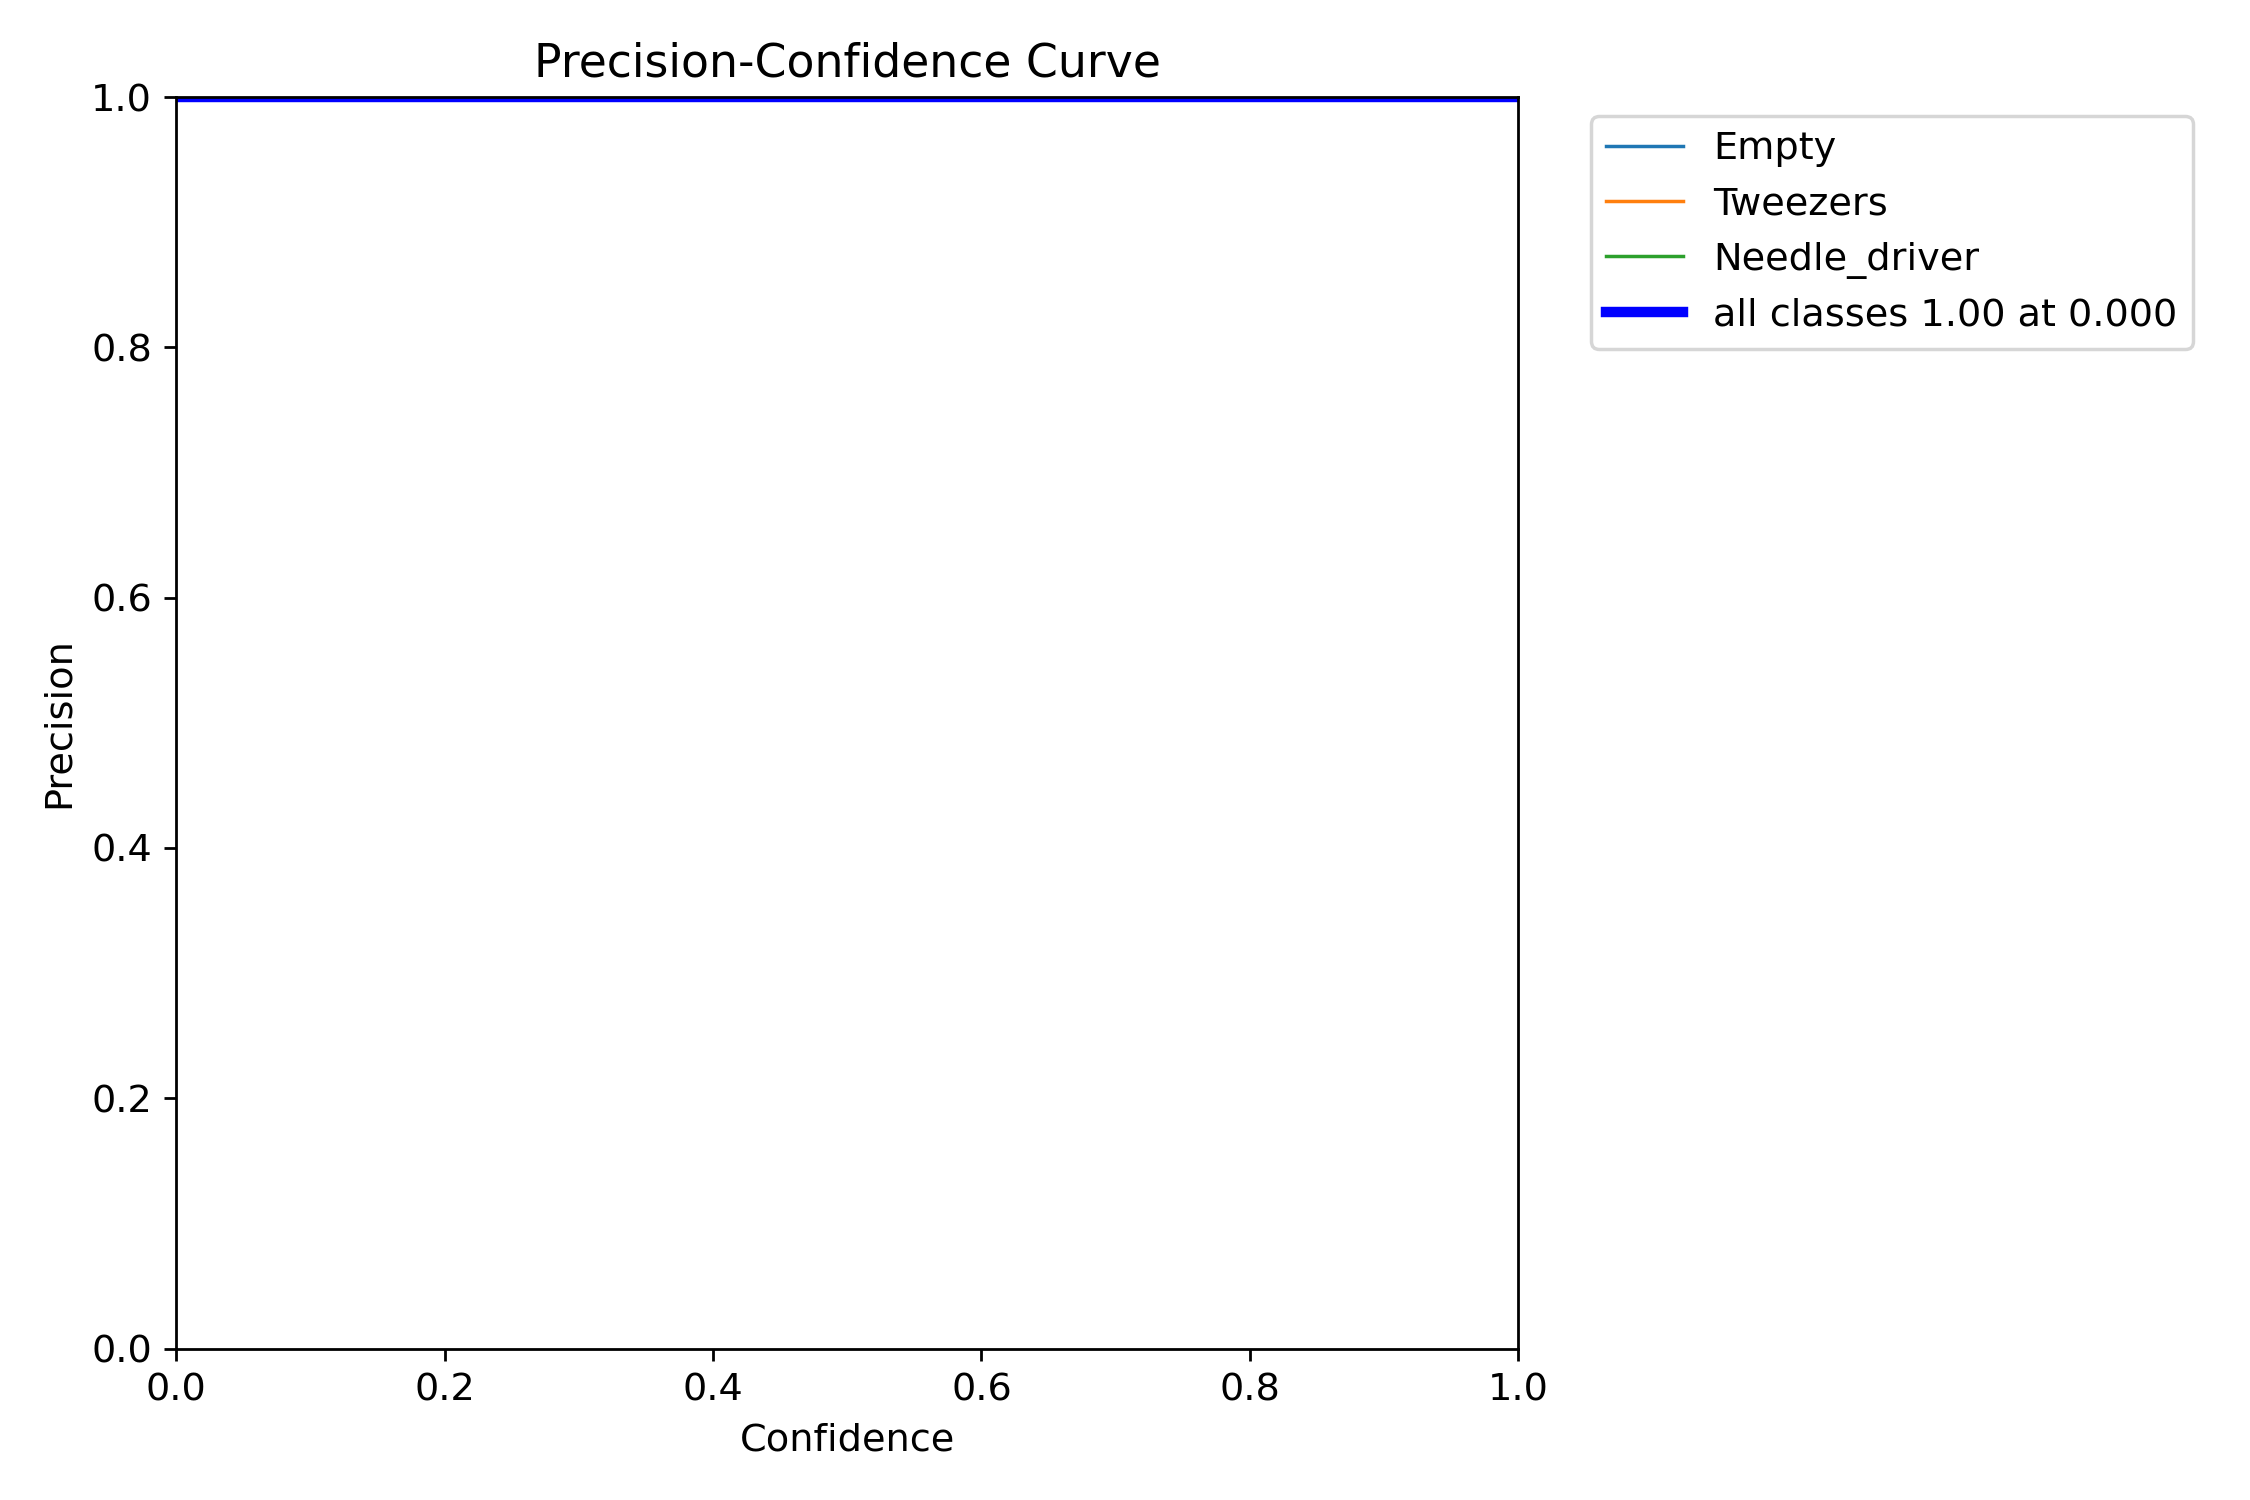 Precision-Confidence Curve
1.0
0.8
0.6
0.4
0.2
0.0
Precision
0.0 0.2 0.4 0.6 0.8 1.0
Confidence
Empty
Tweezers
Needle_driver
all classes 1.00 at 0.000